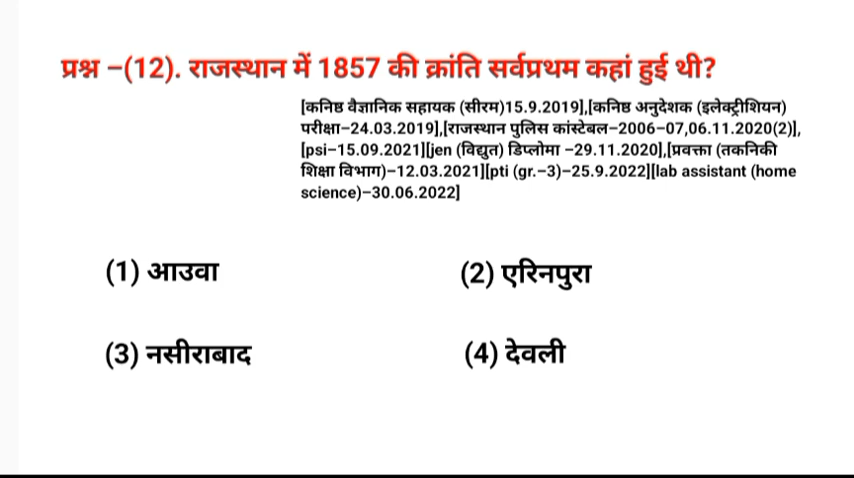 प्रश्न –(12). राजस्थान में 1857 की क्रांति सर्वप्रथम कहां हुई थी?
[कनिष्ठ वैज्ञानिक सहायक (सीरम)15.9.2019],[कनिष्ठ अनुदेशक (इलेक्ट्रीशियन)
परीक्षा–24.03.2019],[राजस्थान पुलिस कांस्टेबल–2006–07,06.11.2020(2)],
[psi–15.09.2021][jen (विद्युत) डिप्लोमा –29.11.2020],[प्रवक्ता (तकनिकी
शिक्षा विभाग)–12.03.2021][pti (gr.–3)–25.9.2022][lab assistant (home
science)–30.06.2022]
(1) आउवा (2) एरिनपुरा
(3) नसीराबाद (4) देवली